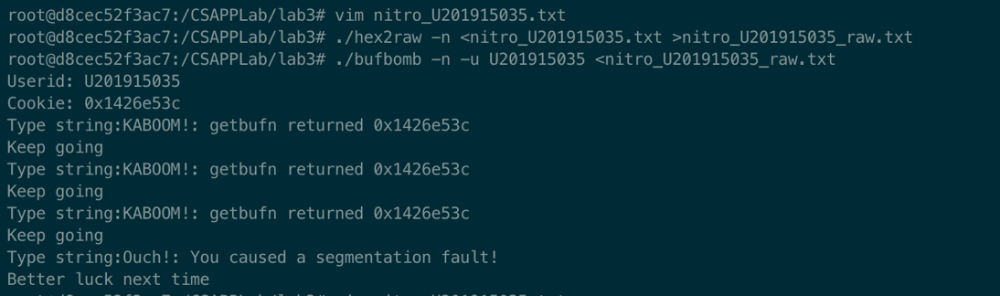 root@d8cec52f3ac7:/CSAPPLab/lab3# vim nitro_U201915035.txt
root@d8cec52f3ac7:/CSAPPLab/lab3# ./hex2raw -n <nitro_U201915035.txt >nitro_U201915035_raw.txt
root@d8cec52f3ac7:/CSAPPLab/lab3# ./bufbomb -n -u U201915035 <nitro_U201915035_raw.txt
Userid: U201915035
Cookie: 0x1426e53c
Type string:KABOOM!: getbufn returned 0x1426e53c
Keep going
Type string:KABOOM!: getbufn returned 0x1426e53c
Keep going
Type string:KABOOM!: getbufn returned 0x1426e53c
Keep going
Type string:Ouch!: You caused a segmentation fault!
Better luck next time